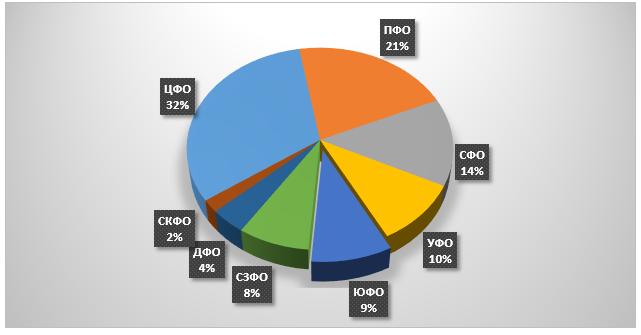 ПФО
21%
ЦФО
32%
СФО
14%
СКФО
2%
ДФО
4%
УФО
10%
СЗФО
8%
ЮФО
9%